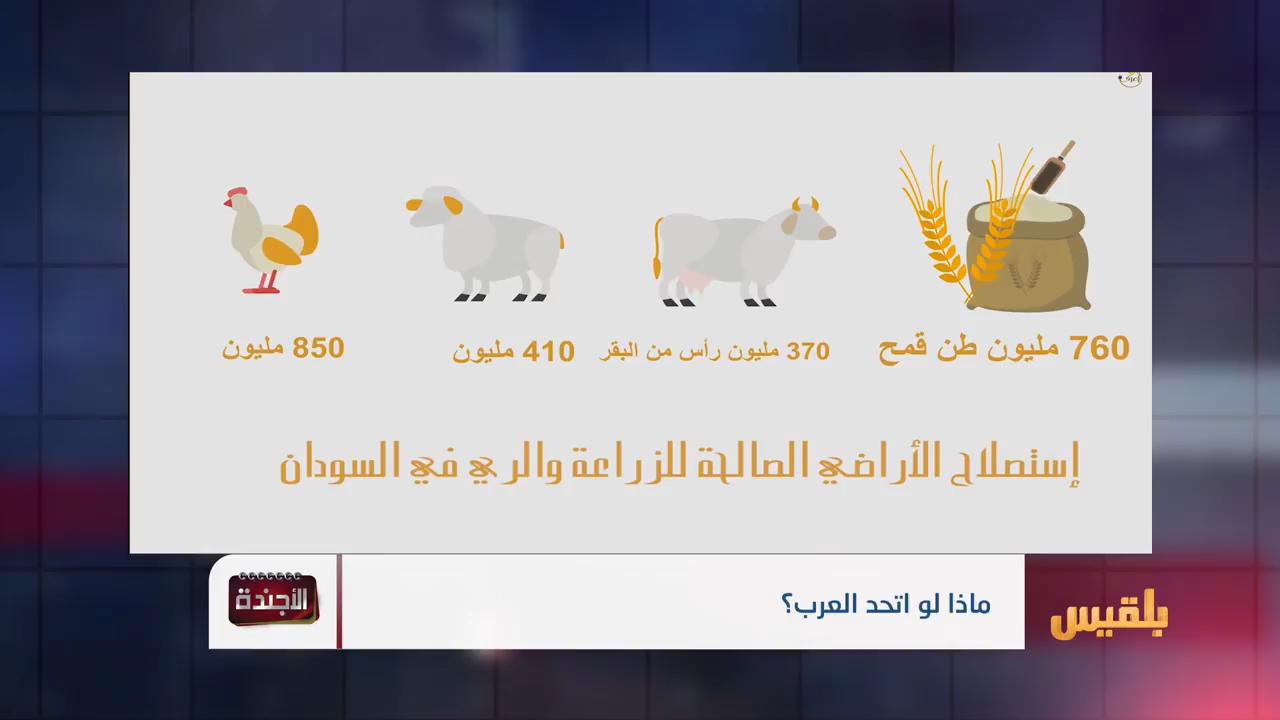 760 مليون طن قمح
370 مليون رأس من البقر
410 مليون
850 مليون
إستصلاح الأراضي الصالحة للزراعة والري في السودان
ماذا لو اتحد العرب؟
الأجندة
بلقيس